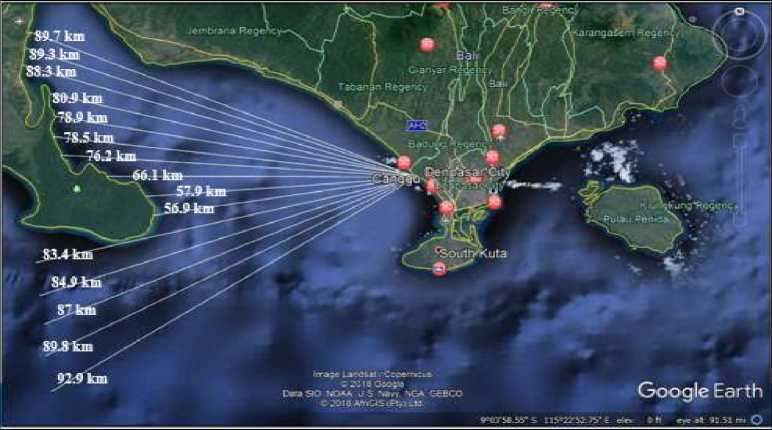 Bangli Regency
Jembrana Regency
Karangasem Regency
89.7 km
89.3 km
88.3 km
Bali
Gianyar Regency
Tabanan Regency
Bali
80.9 km
78.9 km
78.5 km
76.2 km
Badung Regency
66.1 km
Canggu
Denpasar City
57.9 km
56.9 km
Klungkung Regency
Pulau Penida
83.4 km
South Kuta
84.9 km
87 km
89.8 km
92.9 km
Image Landsat / Copernicus
© 2018 Google
Data SIO, NOAA, U.S. Navy, NGA, GEBCO
© 2018 AfriGIS (Pty) Ltd.
Google Earth
9°03'58.55" S 115°22'52.75" E elev 0 ft eye alt 91.51 mi